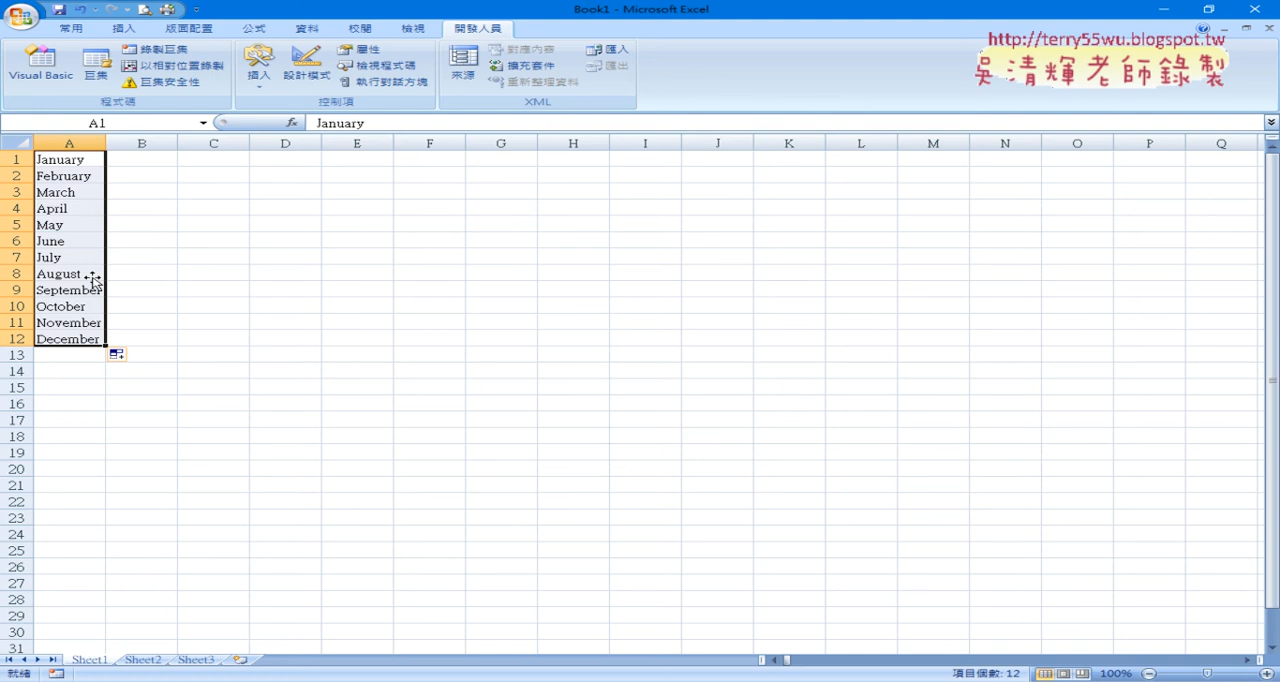 Book1 - Microsoft Excel
常用 插入 版面配置 公式 資料 校閱 檢視 開發人員
http://terry55wu.blogspot.tw
吳清輝老師錄製
Visual Basic 巨集 錄製巨集 以相對位置錄製 巨集安全性
插入 設計模式 屬性 檢視程式碼 執行對話方塊
來源 對應內容 擴充套件 重新整理資料 匯入 匯出
程式碼 控制項 XML
A1 fx January
A B C D E F G H I J K L M N O P Q
1 January
2 February
3 March
4 April
5 May
6 June
7 July
8 August
9 September
10 October
11 November
12 December
13
14
15
16
17
18
19
20
21
22
23
24
25
26
27
28
29
30
31
Sheet1 Sheet2 Sheet3
就緒 項目個數: 12 100%